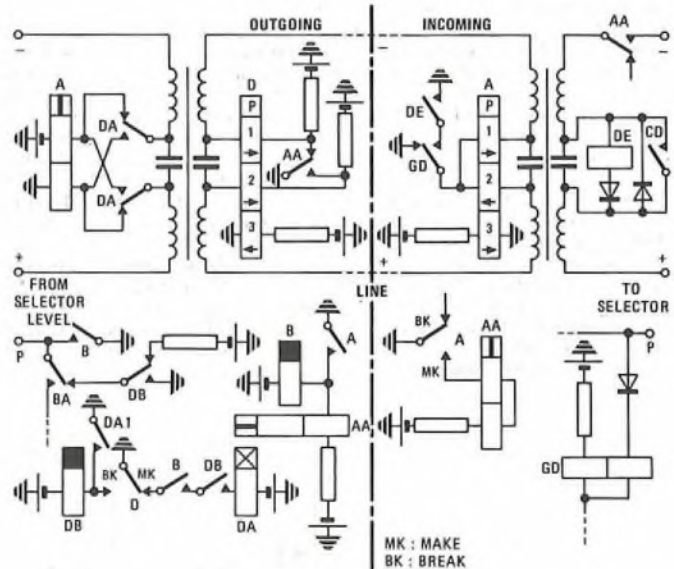 OUTGOING
INCOMING
AA
−
−
−
A
D
A
DE
CD
DA
P
DE
P
1
1
AA
GD
2
2
DA
3
3
+
+
+
FROM
SELECTOR
LEVEL
LINE
TO
SELECTOR
P
B
B
A
BK
A
AA
P
MK
BA
DB
DA1
AA
BK
MK
B
DB
D
GD
DB
DA
MK : MAKE
BK : BREAK